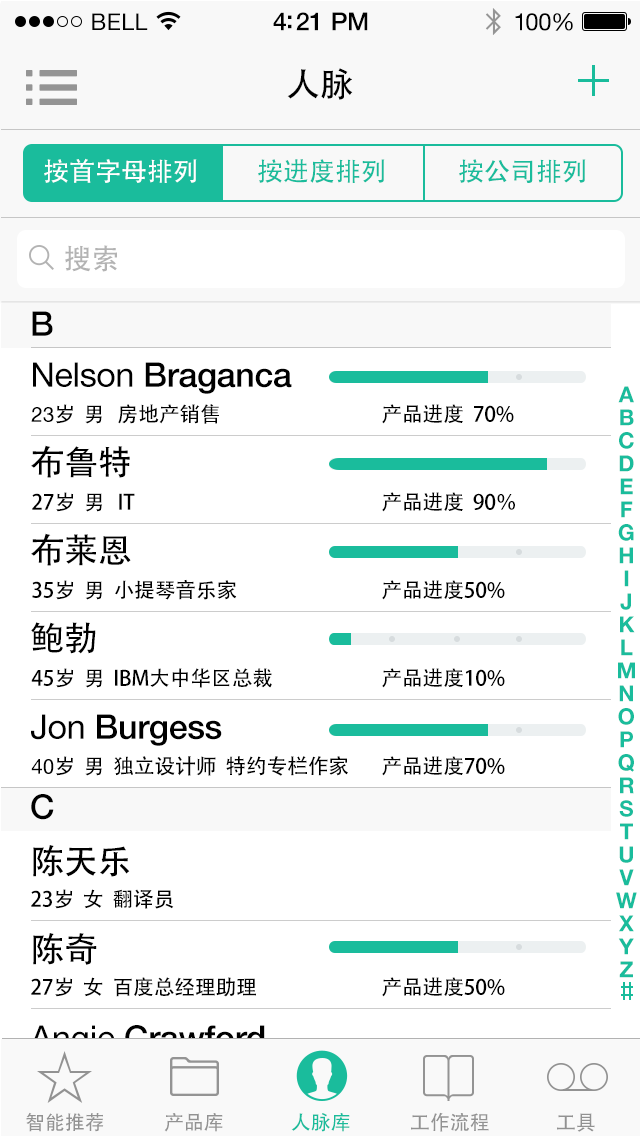 BELL 4:21 PM 100%
人脉
按首字母排列 按进度排列 按公司排列
搜索
B
Nelson Braganca
23岁 男 房地产销售 产品进度 70%
布鲁特
27岁 男 IT 产品进度 90%
布莱恩
35岁 男 小提琴音乐家 产品进度50%
鲍勃
45岁 男 IBM大中华区总裁 产品进度10%
Jon Burgess
40岁 男 独立设计师 特约专栏作家 产品进度70%
C
陈天乐
23岁 女 翻译员
陈奇
27岁 女 百度总经理助理 产品进度50%
Angie Crawford
A
B
C
D
E
F
G
H
I
J
K
L
M
N
O
P
Q
R
S
T
U
V
W
X
Y
Z
#
智能推荐 产品库 人脉库 工作流程 工具